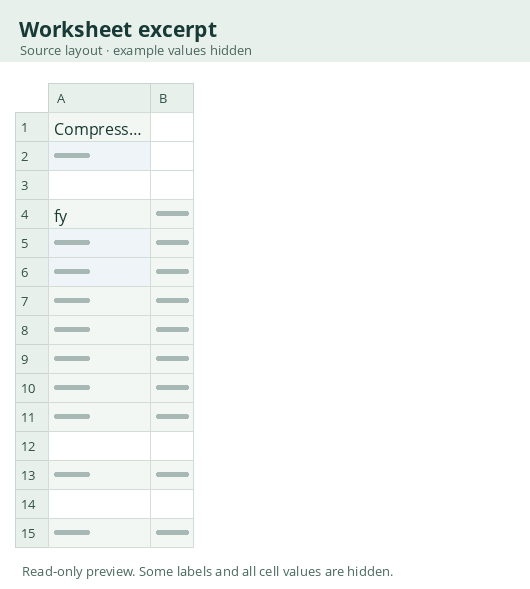 Worksheet excerpt
Source layout · example values hidden
A B
1 Compress...
2
3
4 fy
5
6
7
8
9
10
11
12
13
14
15
Read-only preview. Some labels and all cell values are hidden.